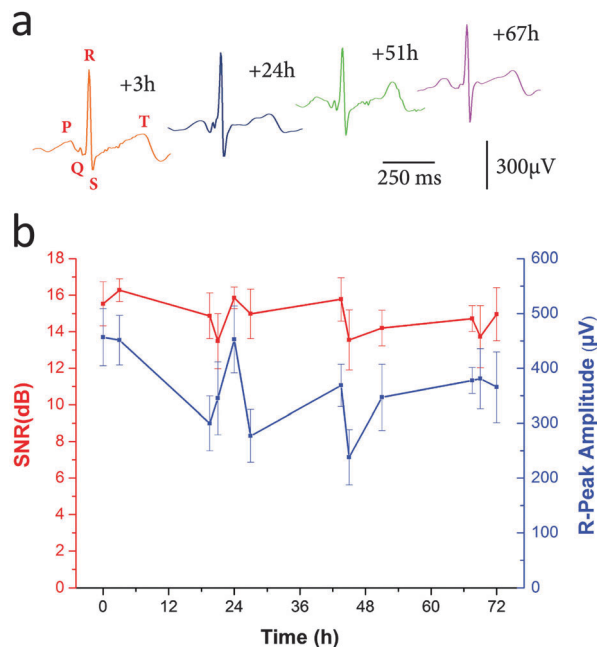 a
R
P
Q
S
T
+3h
+24h
+51h
+67h
250 ms
300µV
b
18
16
14
12
10
8
6
4
2
0
SNR(dB)
600
500
400
300
200
100
0
R-Peak Amplitude (µV)
0 12 24 36 48 60 72
Time (h)